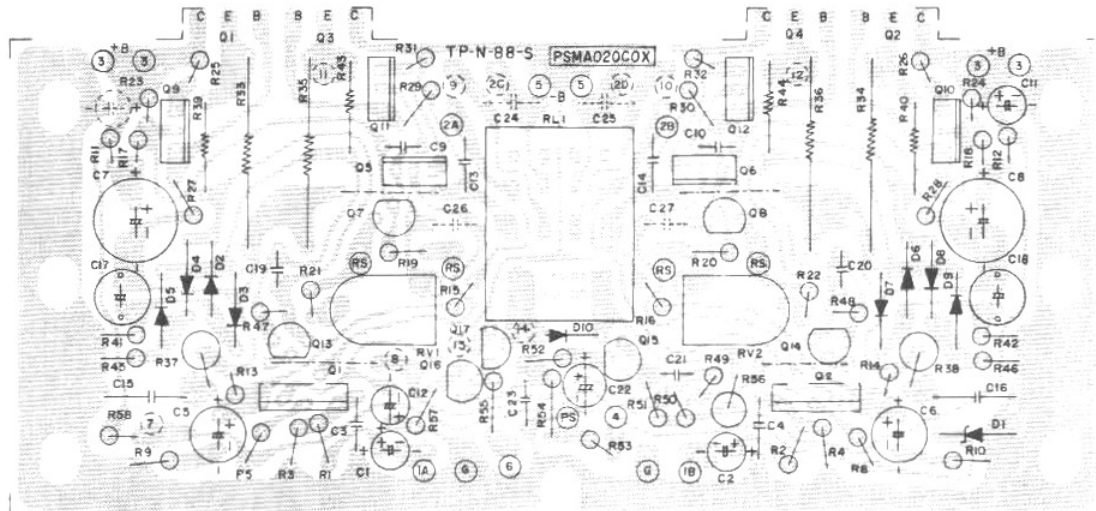 C E B B E C
C E B B E C
Q1 Q3
Q4 Q2
TP-N-88-S PSMA020C0X
+B
3 3
R25
11
R43
R31
9
2C
5
-B
5
2D
10
R32
R44
12
R26
+B
3 3
R23
Q9
R39
R33
R35
R29
C24
RL1
C25
R30
R36
R34
R40
Q10
R24
C11
R11
R17
Q11
2A
C9
2B
C10
Q12
R18
R12
C7
Q5
C13
C14
Q6
C8
R27
Q7
C26
C27
Q8
R28
C17
D4
D2
C19
R21
RS
R19
RS
RS
R20
RS
R22
C20
D6
D8
C18
D5
D3
R15
R16
R48
D7
D9
R47
Q17
14
D10
R41
R37
Q13
RV1
13
R52
Q15
RV2
Q14
R42
R45
Q1
8
Q16
C21
R49
Q2
R14
R38
R46
C15
R13
C12
C22
R56
C16
R58
7
C5
C3
R57
R55
C23
R54
PS
4
R51
R50
C4
C6
D1
R9
R5
R3
R1
C1
1A
G
6
R53
G
1B
C2
R2
R4
R8
R10